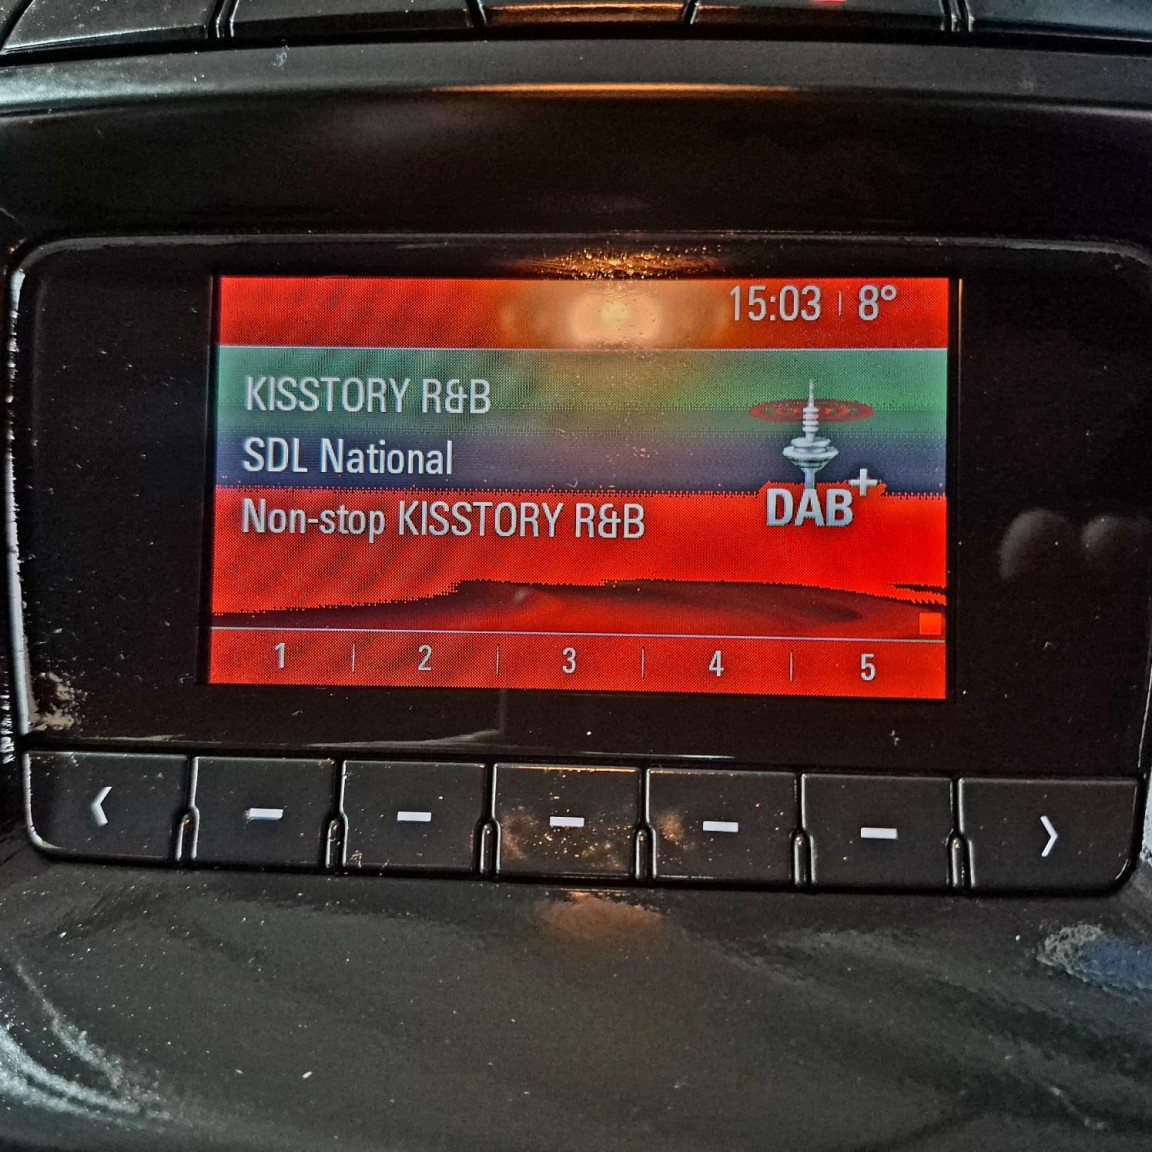 15:03 | 8°
KISSTORY R&B
SDL National
DAB+
Non-stop KISSTORY R&B
1 | 2 | 3 | 4 | 5